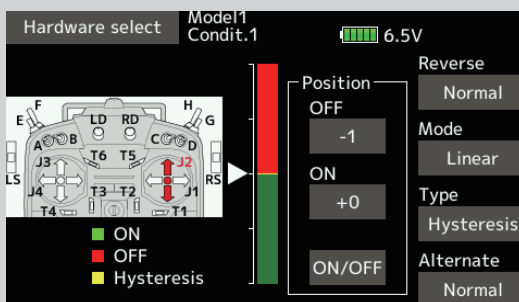 Hardware select
Model1
Condit.1
6.5V
F
H
E
G
LD
RD
A
B
C
D
J3
T6
T5
J2
LS
RS
J4
T3
T2
J1
T4
T1
ON
OFF
Hysteresis
Position
OFF
-1
ON
+0
ON/OFF
Reverse
Normal
Mode
Linear
Type
Hysteresis
Alternate
Normal